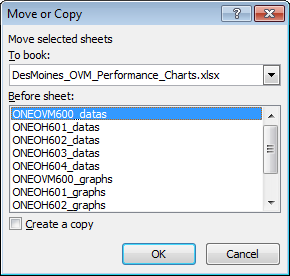 Move or Copy
Move selected sheets
To book:
DesMoines_OVM_Performance_Charts.xlsx
Before sheet:
ONEOVM600_datas
ONEOH601_datas
ONEOH602_datas
ONEOH603_datas
ONEOH604_datas
ONEOVM600_graphs
ONEOH601_graphs
ONEOH602_graphs
Create a copy
OK Cancel